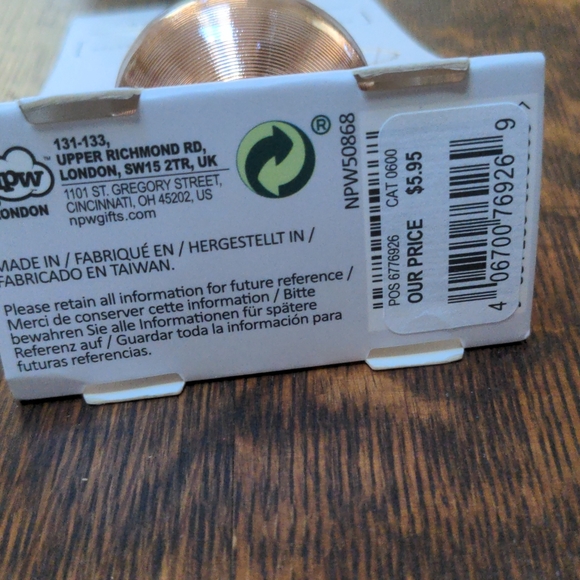 npw™
LONDON
131-133,
UPPER RICHMOND RD,
LONDON, SW15 2TR, UK
1101 ST. GREGORY STREET,
CINCINNATI, OH 45202, US
npwgifts.com
®
NPW50868
MADE IN / FABRIQUÉ EN / HERGESTELLT IN /
FABRICADO EN TAIWAN.
Please retain all information for future reference /
Merci de conserver cette information / Bitte
bewahren Sie alle Informationen für spätere
Referenz auf / Guardar toda la información para
futuras referencias.
POS 6776926 CAT 0600
OUR PRICE $5.95
4 06700 76926 9